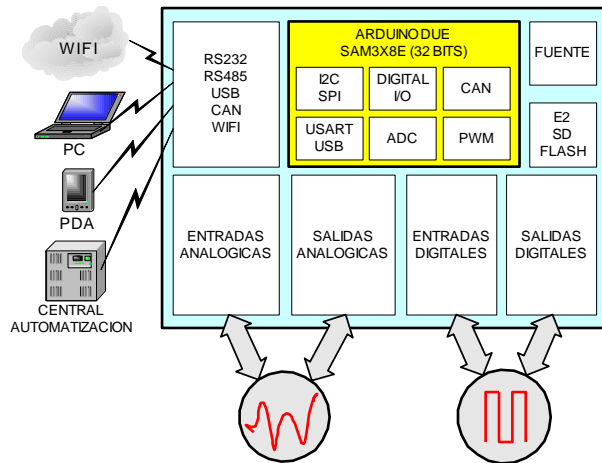 WIFI
PC
PDA
CENTRAL
AUTOMATIZACION
RS232
RS485
USB
CAN
WIFI
ARDUINO DUE
SAM3X8E (32 BITS)
I2C
SPI
DIGITAL
I/O
CAN
USART
USB
ADC
PWM
FUENTE
E2
SD
FLASH
ENTRADAS
ANALOGICAS
SALIDAS
ANALOGICAS
ENTRADAS
DIGITALES
SALIDAS
DIGITALES